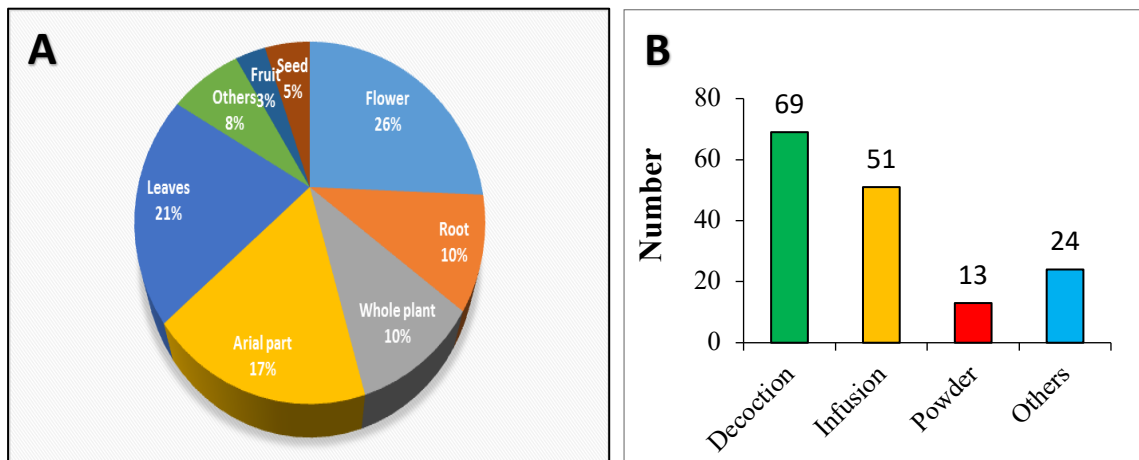 A
Seed
5%
Fruit
3%
Others
8%
Flower
26%
Leaves
21%
Root
10%
Whole plant
10%
Arial part
17%
B
Number
80
60
40
20
0
69
51
13
24
Decoction
Infusion
Powder
Others